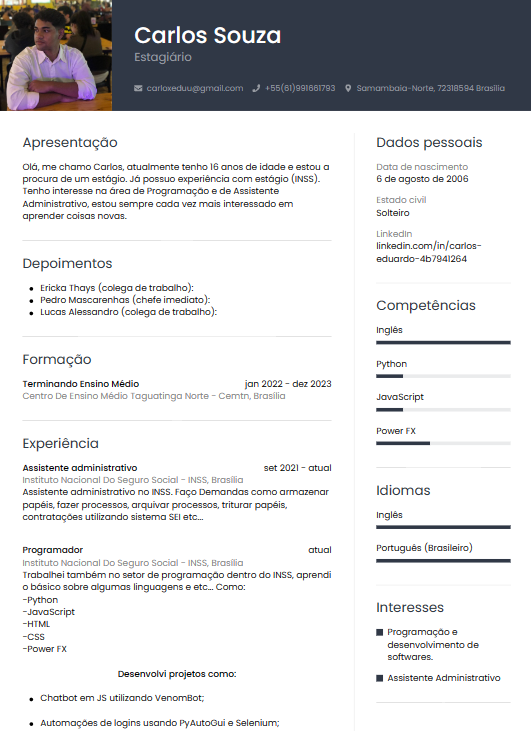 Carlos Souza
Estagiário
carloxeduu@gmail.com +55(61)991661793 Samambaia-Norte, 72318594 Brasília
Apresentação
Olá, me chamo Carlos, atualmente tenho 16 anos de idade e estou a
procura de um estágio. Já possuo experiência com estágio (INSS).
Tenho interesse na área de Programação e de Assistente
Administrativo, estou sempre cada vez mais interessado em
aprender coisas novas.
Depoimentos
• Ericka Thays (colega de trabalho):
• Pedro Mascarenhas (chefe imediato):
• Lucas Alessandro (colega de trabalho):
Formação
Terminando Ensino Médio jan 2022 - dez 2023
Centro De Ensino Médio Taguatinga Norte - Cemtn, Brasília
Experiência
Assistente administrativo set 2021 - atual
Instituto Nacional Do Seguro Social - INSS, Brasília
Assistente administrativo no INSS. Faço Demandas como armazenar
papéis, fazer processos, arquivar processos, triturar papéis,
contratações utilizando sistema SEI etc...
Programador atual
Instituto Nacional Do Seguro Social - INSS, Brasília
Trabalhei também no setor de programação dentro do INSS, aprendi
o básico sobre algumas linguagens e etc... Como:
-Python
-JavaScript
-HTML
-CSS
-Power FX
Desenvolvi projetos como:
• Chatbot em JS utilizando VenomBot;
• Automações de logins usando PyAutoGui e Selenium;
Dados pessoais
Data de nascimento
6 de agosto de 2006
Estado civil
Solteiro
LinkedIn
linkedin.com/in/carlos-
eduardo-4b7941264
Competências
Inglês
Python
JavaScript
Power FX
Idiomas
Inglês
Português (Brasileiro)
Interesses
Programação e
desenvolvimento de
softwares.
Assistente Administrativo